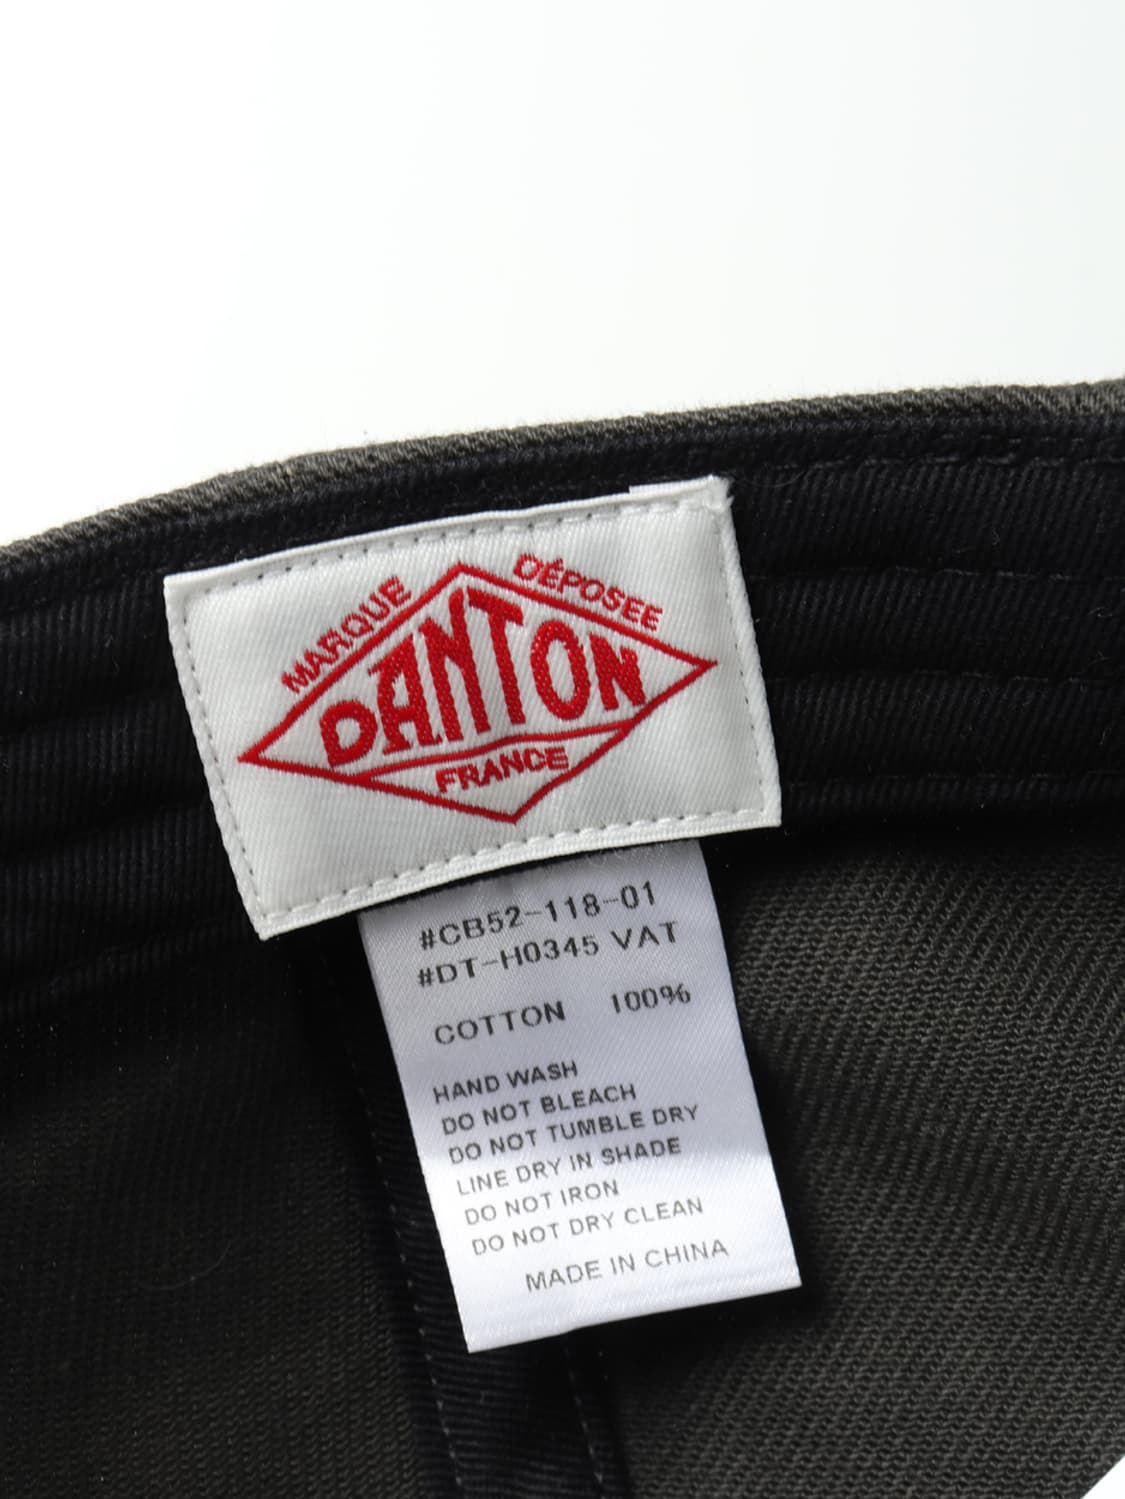 MARQUE DÉPOSÉE
DANTON
FRANCE
#CB52-118-01
#DT-H0345 VAT
COTTON 100%
HAND WASH
DO NOT BLEACH
DO NOT TUMBLE DRY
LINE DRY IN SHADE
DO NOT IRON
DO NOT DRY CLEAN
MADE IN CHINA